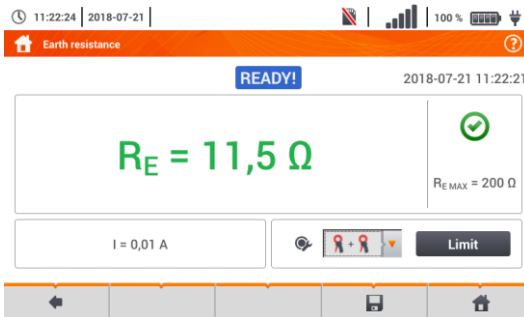 11:22:24 2018-07-21 100 %
Earth resistance
READY! 2018-07-21 11:22:21
RE = 11,5 Ω
RE MAX = 200 Ω
I = 0,01 A
Limit